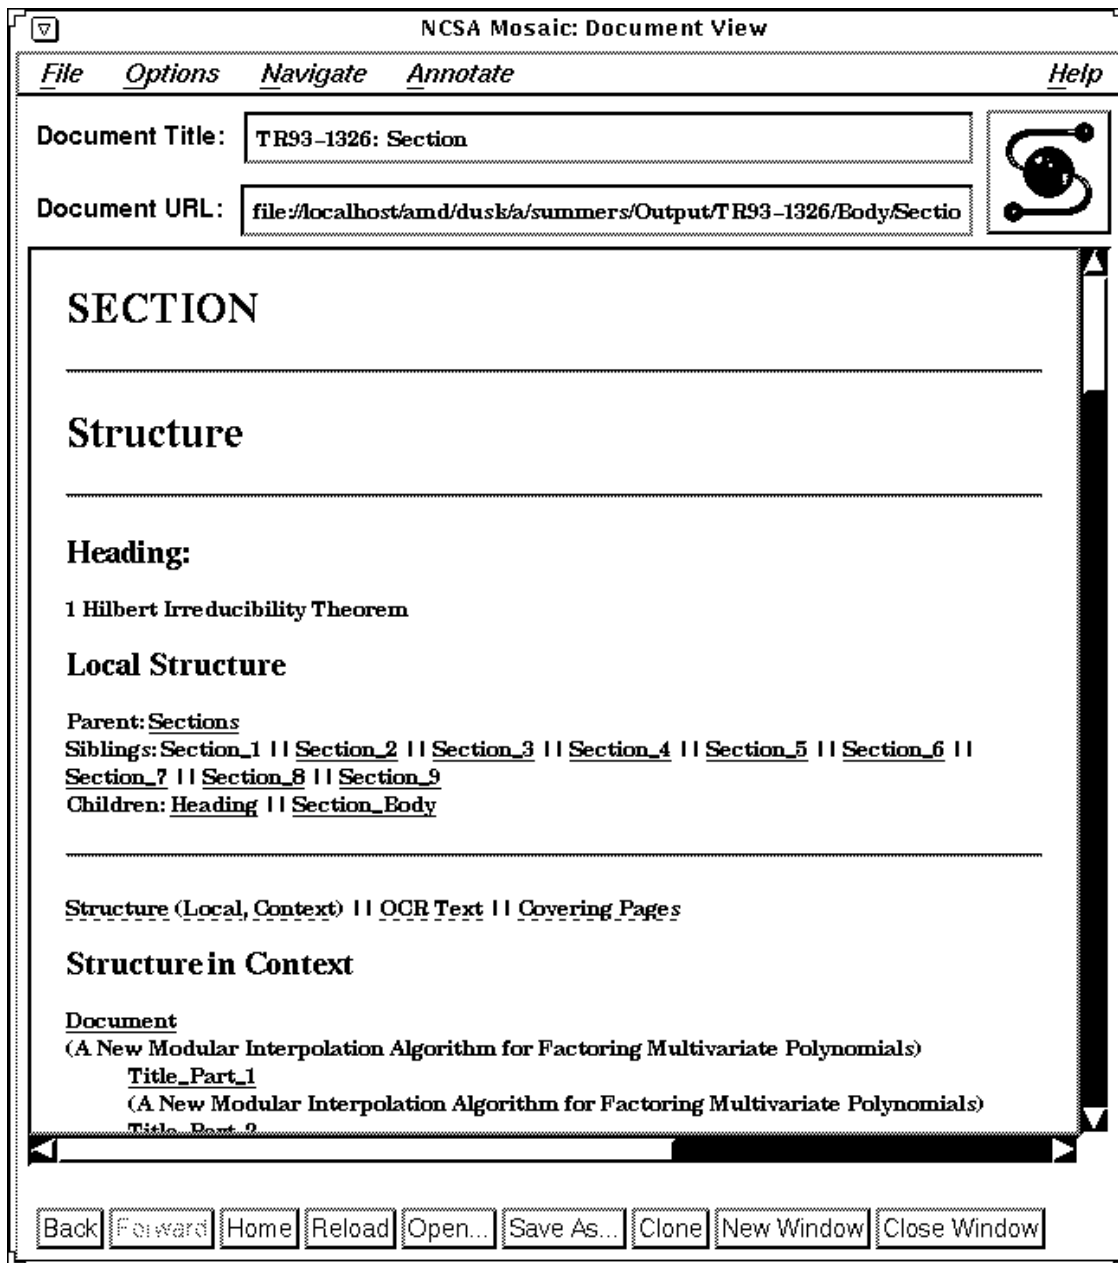 NCSA Mosaic: Document View
File Options Navigate Annotate Help
Document Title: TR93-1326: Section
Document URL: file://localhost/amd/dusk/a/summers/Output/TR93-1326/Body/Sectio
SECTION
Structure
Heading:
1 Hilbert Irreducibility Theorem
Local Structure
Parent: Sections
Siblings: Section_1 || Section_2 || Section_3 || Section_4 || Section_5 || Section_6 ||
Section_7 || Section_8 || Section_9
Children: Heading || Section_Body
Structure (Local, Context) || OCR Text || Covering Pages
Structure in Context
Document
(A New Modular Interpolation Algorithm for Factoring Multivariate Polynomials)
Title_Part_1
(A New Modular Interpolation Algorithm for Factoring Multivariate Polynomials)
Title_Part_2
Back Forward Home Reload Open... Save As... Clone New Window Close Window